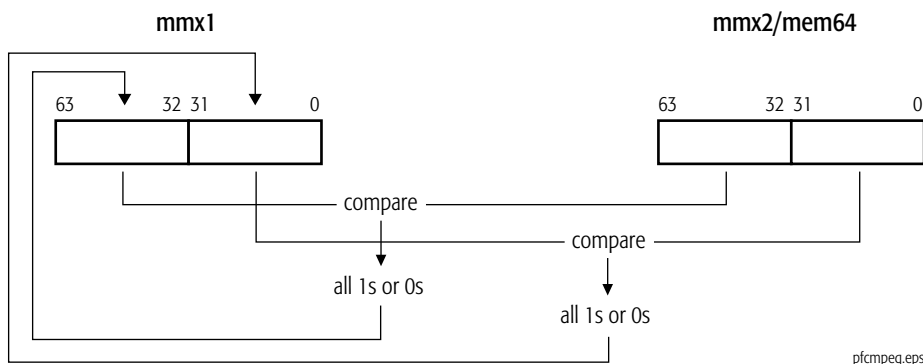 mmx1 mmx2/mem64
63 32 31 0 63 32 31 0
compare
compare
all 1s or 0s
all 1s or 0s
pfcmpeq.eps